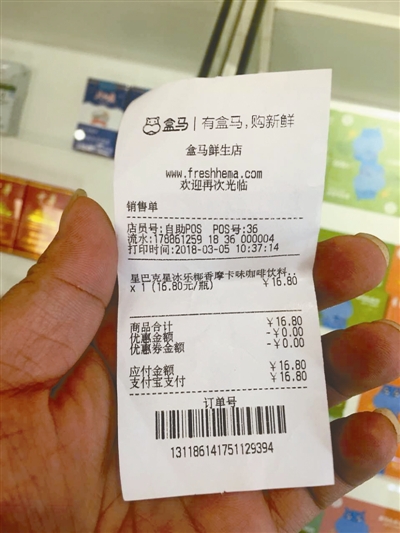 盒马 | 有盒马,购新鲜
盒马鲜生店
www.freshhema.com
欢迎再次光临
销售单
店员号:自助POS POS号:36
流水:178861259 18 36 000004
打印时间:2018-03-05 10:37:14
星巴克星冰乐椰香摩卡味咖啡饮料..
x 1 (16.80元/瓶) ￥16.80
商品合计 ￥16.80
优惠金额 -￥0.00
优惠券金额 -￥0.00
应付金额 ￥16.80
支付宝支付 ￥16.80
订单号
131186141751129394